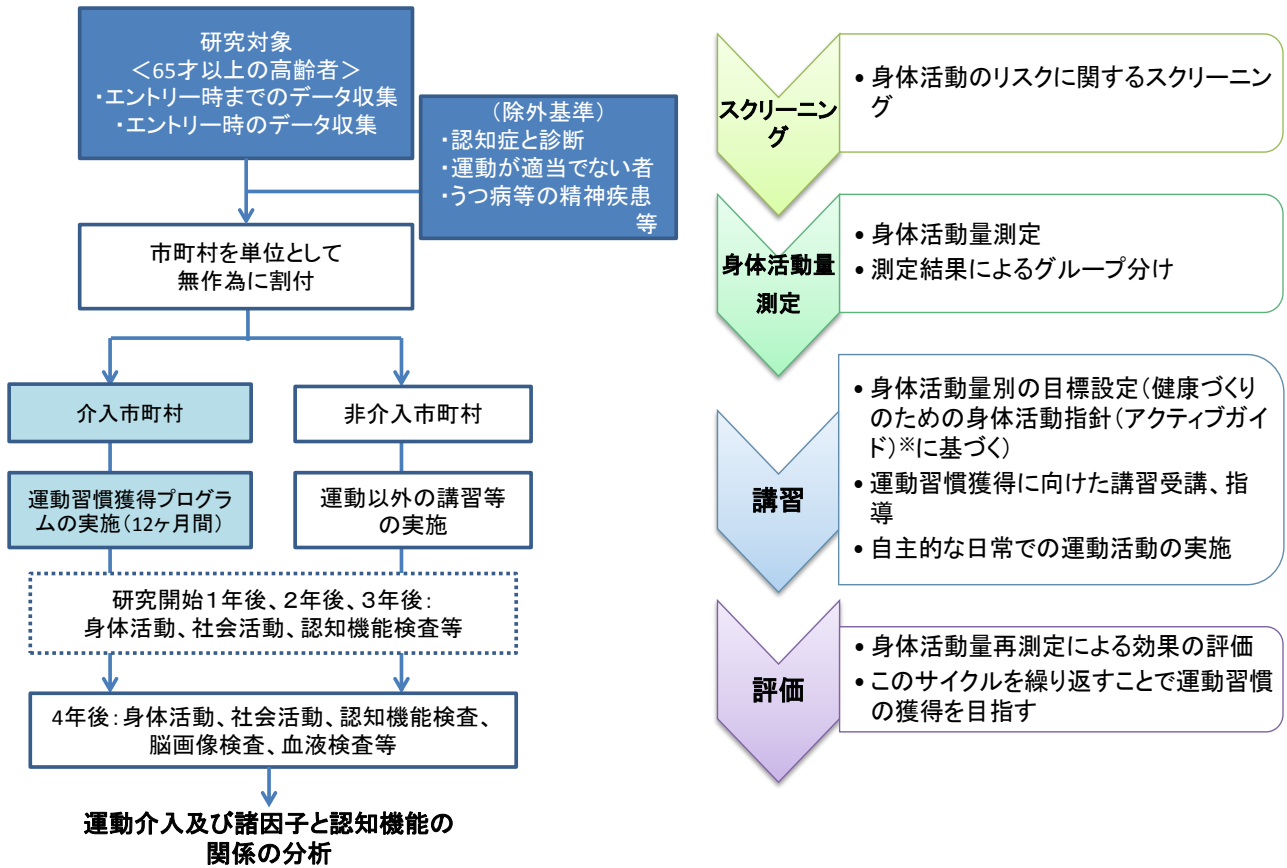 研究対象
＜65才以上の高齢者＞
・エントリー時までのデータ収集
・エントリー時のデータ収集
（除外基準）
・認知症と診断
・運動が適当でない者
・うつ病等の精神疾患
等
市町村を単位として
無作為に割付
介入市町村
非介入市町村
運動習慣獲得プログラ
ムの実施（12ヶ月間）
運動以外の講習等
の実施
研究開始１年後、２年後、３年後：
身体活動、社会活動、認知機能検査等
4年後：身体活動、社会活動、認知機能検査、
脳画像検査、血液検査等
運動介入及び諸因子と認知機能の
関係の分析
スクリーニン
グ
• 身体活動のリスクに関するスクリーニン
グ
身体活動量
測定
• 身体活動量測定
• 測定結果によるグループ分け
講習
• 身体活動量別の目標設定（健康づくり
のための身体活動指針（アクティブガイ
ド）※に基づく）
• 運動習慣獲得に向けた講習受講、指
導
• 自主的な日常での運動活動の実施
評価
• 身体活動量再測定による効果の評価
• このサイクルを繰り返すことで運動習慣
の獲得を目指す